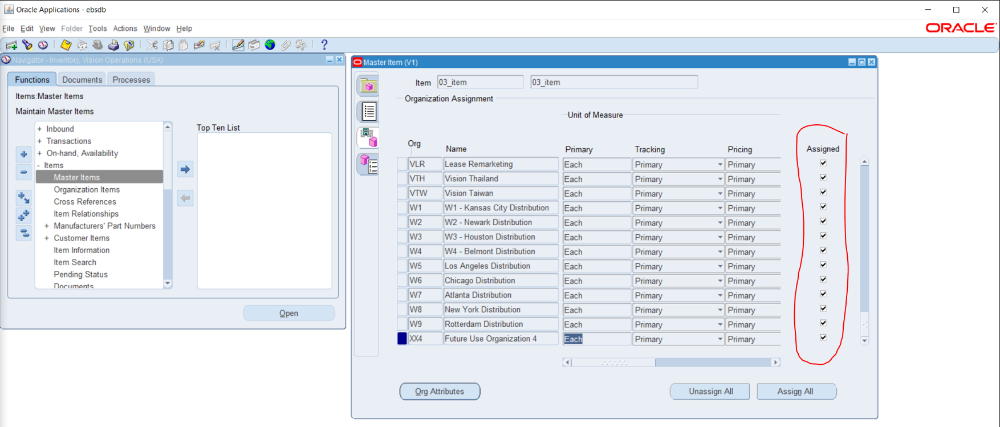 Oracle Applications - ebsdb
File Edit View Folder Tools Actions Window Help
ORACLE
Navigator - Inventory, Vision Operations (USA)
Functions Documents Processes
Items:Master Items
Maintain Master Items
+ Inbound
+ Transactions
+ On-hand, Availability
- Items
Master Items
Organization Items
Cross References
Item Relationships
+ Manufacturers' Part Numbers
+ Customer Items
Item Information
Item Search
Pending Status
Documents
Top Ten List
Open
Master Item (V1)
Item 03_item 03_item
Organization Assignment
Unit of Measure
Org Name Primary Tracking Pricing Assigned
VLR Lease Remarketing Each Primary Primary
VTH Vision Thailand Each Primary Primary
VTW Vision Taiwan Each Primary Primary
W1 W1 - Kansas City Distribution Each Primary Primary
W2 W2 - Newark Distribution Each Primary Primary
W3 W3 - Houston Distribution Each Primary Primary
W4 W4 - Belmont Distribution Each Primary Primary
W5 Los Angeles Distribution Each Primary Primary
W6 Chicago Distribution Each Primary Primary
W7 Atlanta Distribution Each Primary Primary
W8 New York Distribution Each Primary Primary
W9 Rotterdam Distribution Each Primary Primary
XX4 Future Use Organization 4 Each Primary Primary
Org Attributes Unassign All Assign All